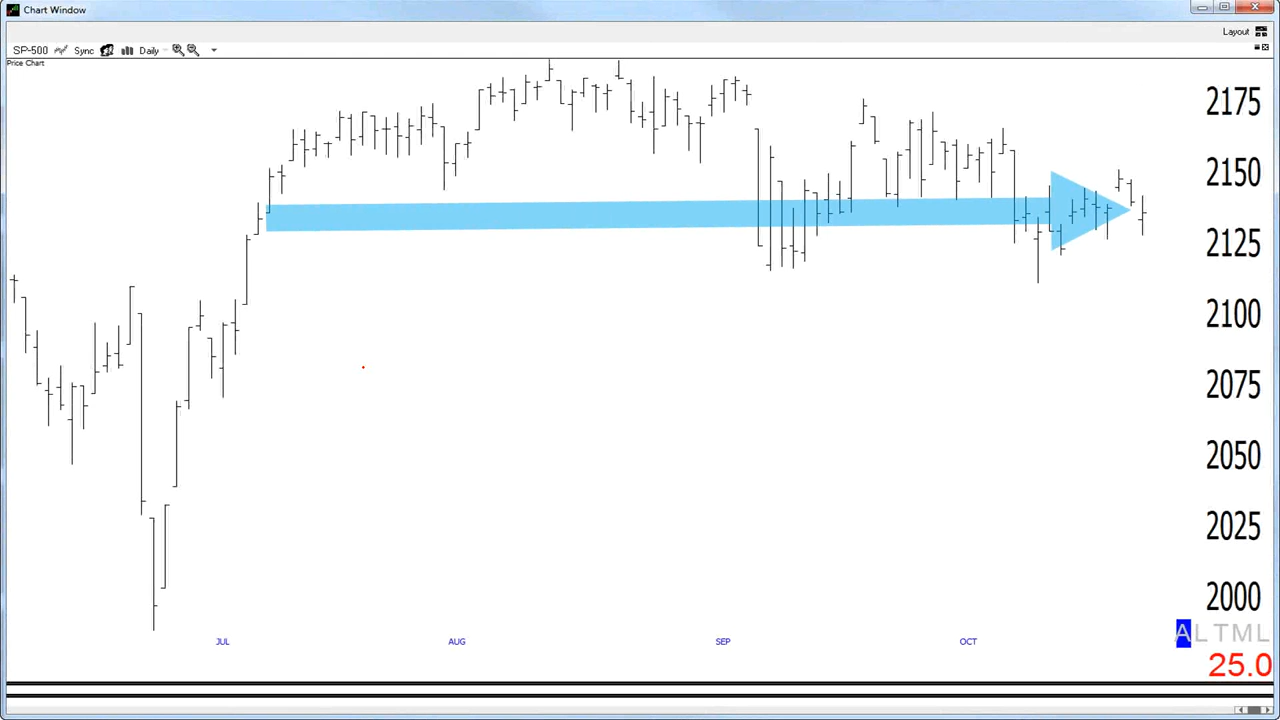 Chart Window
Layout
SP-500 Sync Daily
Price Chart
2175
2150
2125
2100
2075
2050
2025
2000
JUL AUG SEP OCT
ALTML
25.0